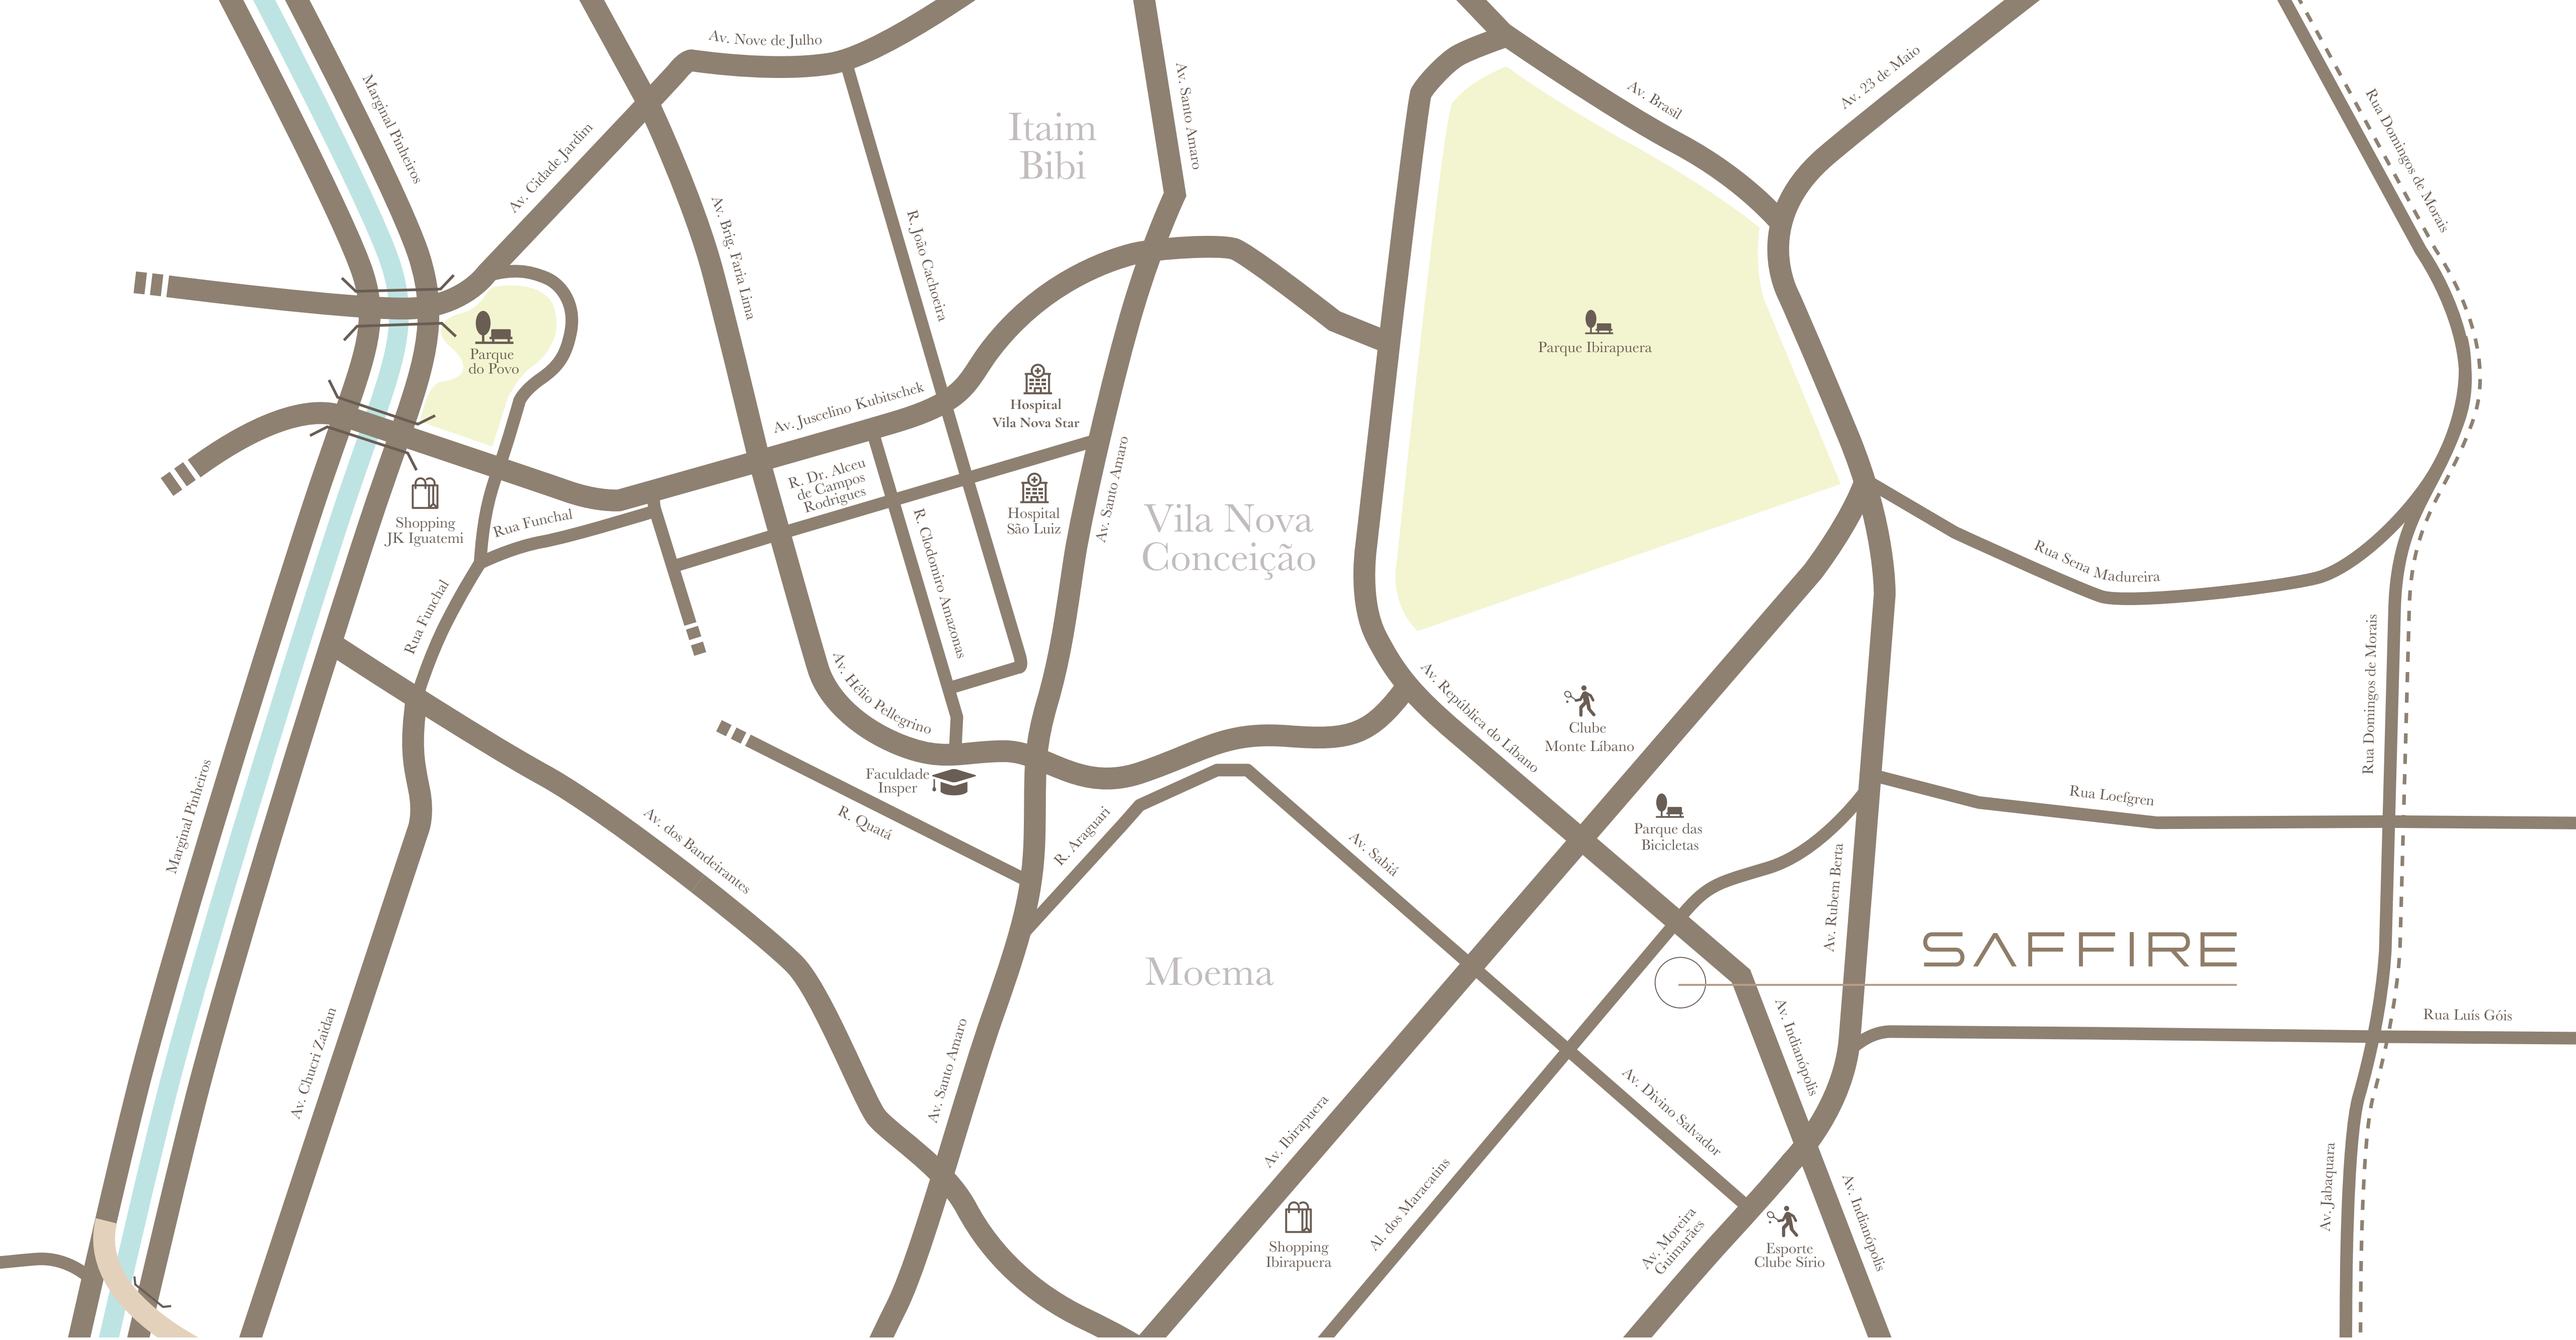 Av. Nove de Julho
Marginal Pinheiros
Av. Santo Amaro
Av. Brasil
Av. 23 de Maio
Rua Domingos de Morais
Itaim
Bibi
Av. Cidade Jardim
Av. Brig. Faria Lima
R. João Cachoeira
Parque
do Povo
Parque Ibirapuera
Av. Juscelino Kubitschek
Hospital
Vila Nova Star
R. Dr. Alceu
de Campos
Rodrigues
Hospital
São Luiz
Av. Santo Amaro
Vila Nova
Conceição
Shopping
JK Iguatemi
Rua Funchal
R. Clodomiro Amazonas
Rua Sena Madureira
Rua Funchal
Rua Domingos de Morais
Av. Hélio Pellegrino
Av. República do Líbano
Clube
Monte Líbano
Faculdade
Insper
R. Quatá
R. Araguari
Av. Sabiá
Parque das
Bicicletas
Rua Loefgren
Marginal Pinheiros
Av. dos Bandeirantes
Av. Rubem Berta
SAFFIRE
Moema
Av. Chucri Zaidan
Av. Santo Amaro
Av. Indianópolis
Rua Luís Góis
Av. Ibirapuera
Av. Divino Salvador
Al. dos Maracatins
Av. Jabaquara
Shopping
Ibirapuera
Av. Moreira
Guimarães
Esporte
Clube Sírio
Av. Indianópolis